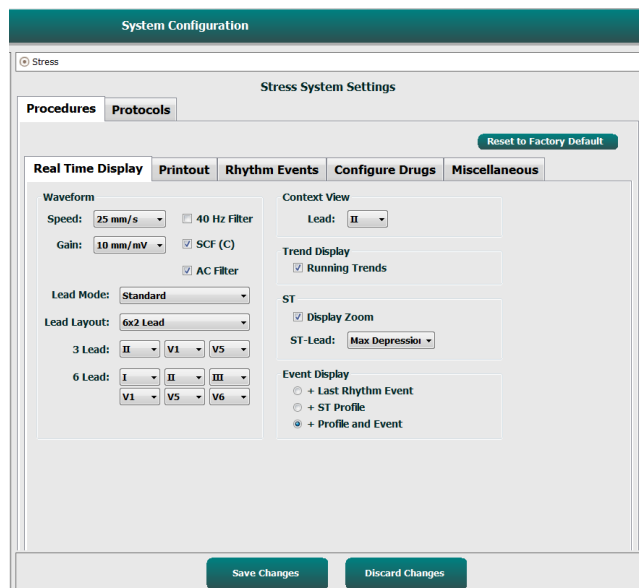 System Configuration
Stress
Stress System Settings
Procedures Protocols
Reset to Factory Default
Real Time Display Printout Rhythm Events Configure Drugs Miscellaneous
Waveform
Speed: 25 mm/s 40 Hz Filter
Gain: 10 mm/mV SCF (C)
AC Filter
Lead Mode: Standard
Lead Layout: 6x2 Lead
3 Lead: II V1 V5
6 Lead: I II III
V1 V5 V6
Context View
Lead: II
Trend Display
Running Trends
ST
Display Zoom
ST-Lead: Max Depression
Event Display
+ Last Rhythm Event
+ ST Profile
+ Profile and Event
Save Changes Discard Changes